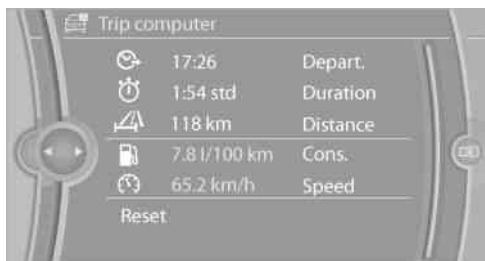 Trip computer
17:26 Depart.
1:54 std Duration
118 km Distance
7.8 l/100 km Cons.
65.2 km/h Speed
Reset